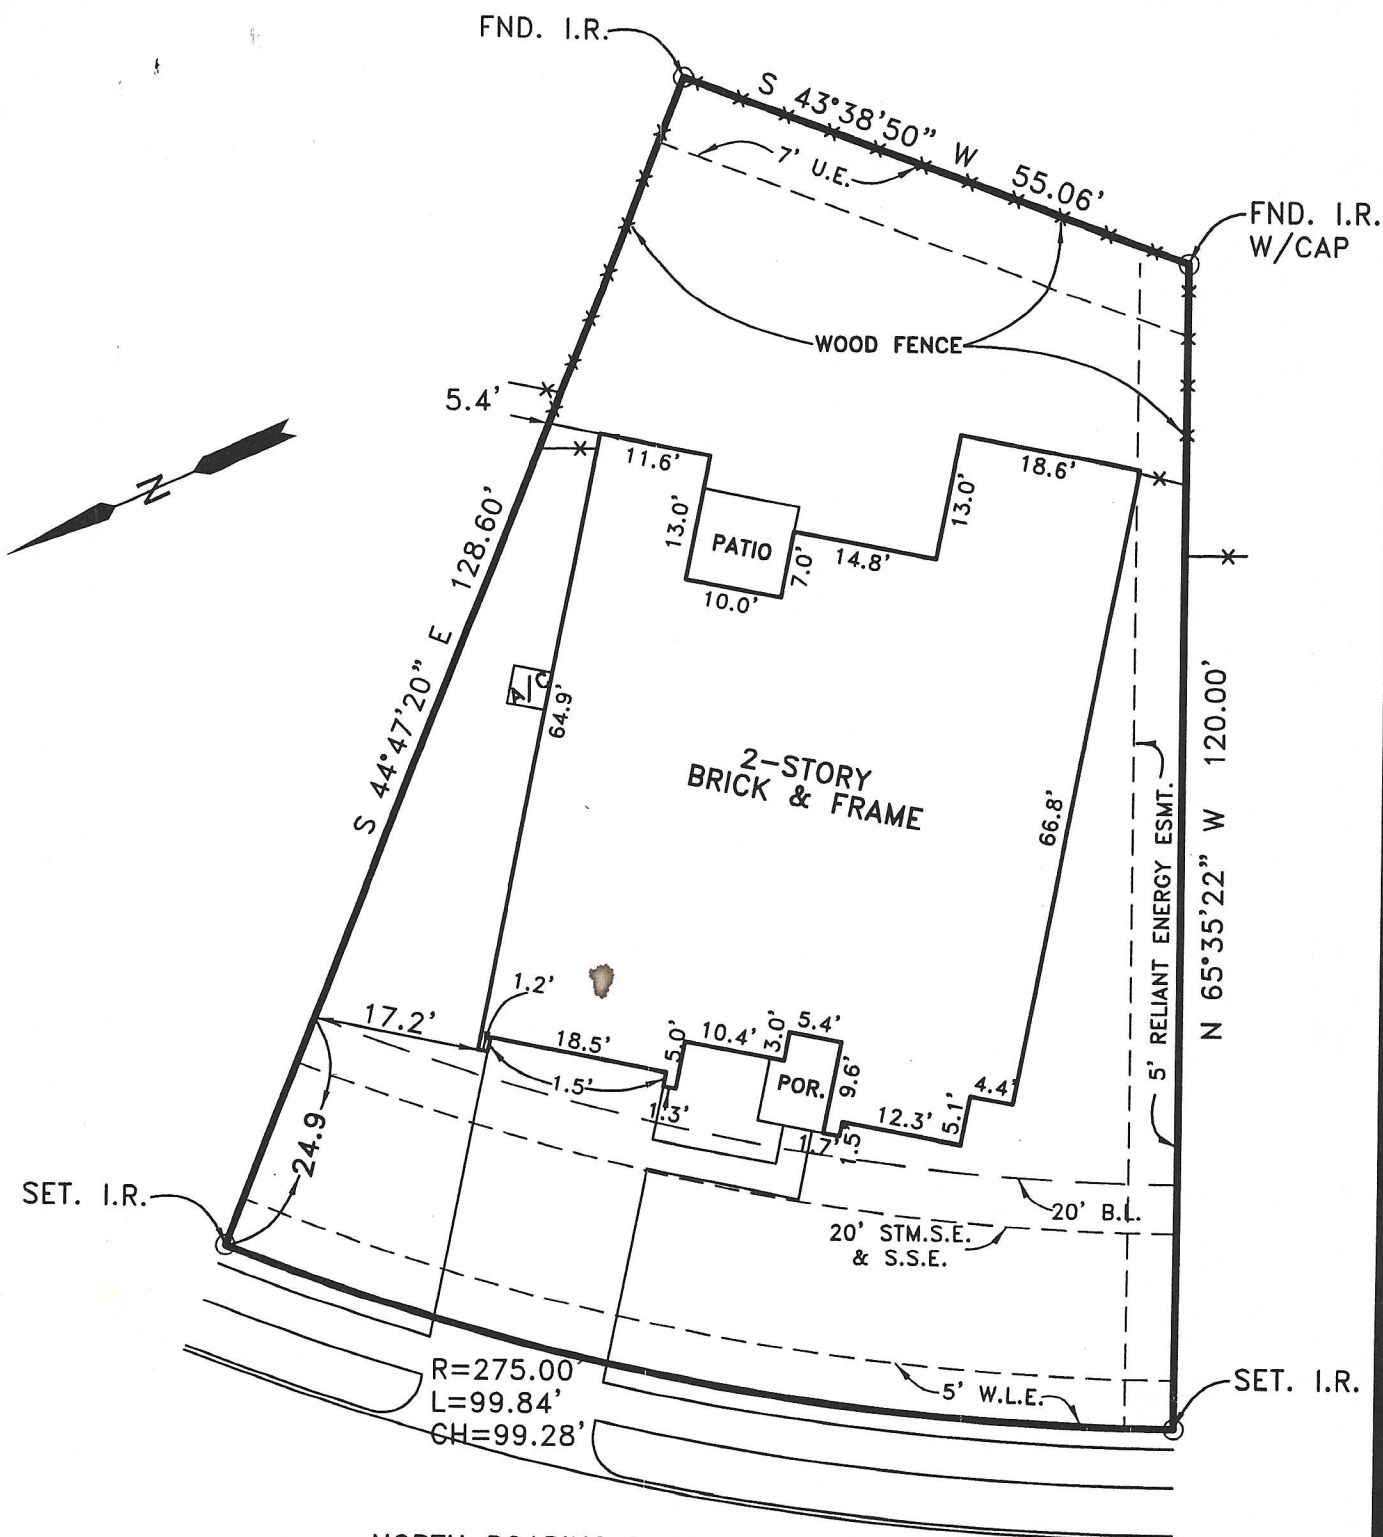 FND. I.R.
S 43°38'50" W 55.06'
7' U.E.
FND. I.R.
W/CAP
WOOD FENCE
5.4'
11.6'
18.6'
13.0'
PATIO
7.0'
14.8'
13.0'
10.0'
N
S 44°47'20" E 128.60'
A/C
64.9'
2-STORY
BRICK & FRAME
66.8'
5' RELIANT ENERGY ESMT.
N 65°35'22" W 120.00'
1.2'
17.2'
18.5'
5.0'
10.4'
3.0'
5.4'
1.5'
1.3'
POR.
9.6'
4.4'
12.3'
5.1'
1.7'
1.5'
24.9
SET. I.R.
20' B.L.
20' STM.S.E.
& S.S.E.
R=275.00'
L=99.84'
CH=99.28'
5' W.L.E.
SET. I.R.
NORTH